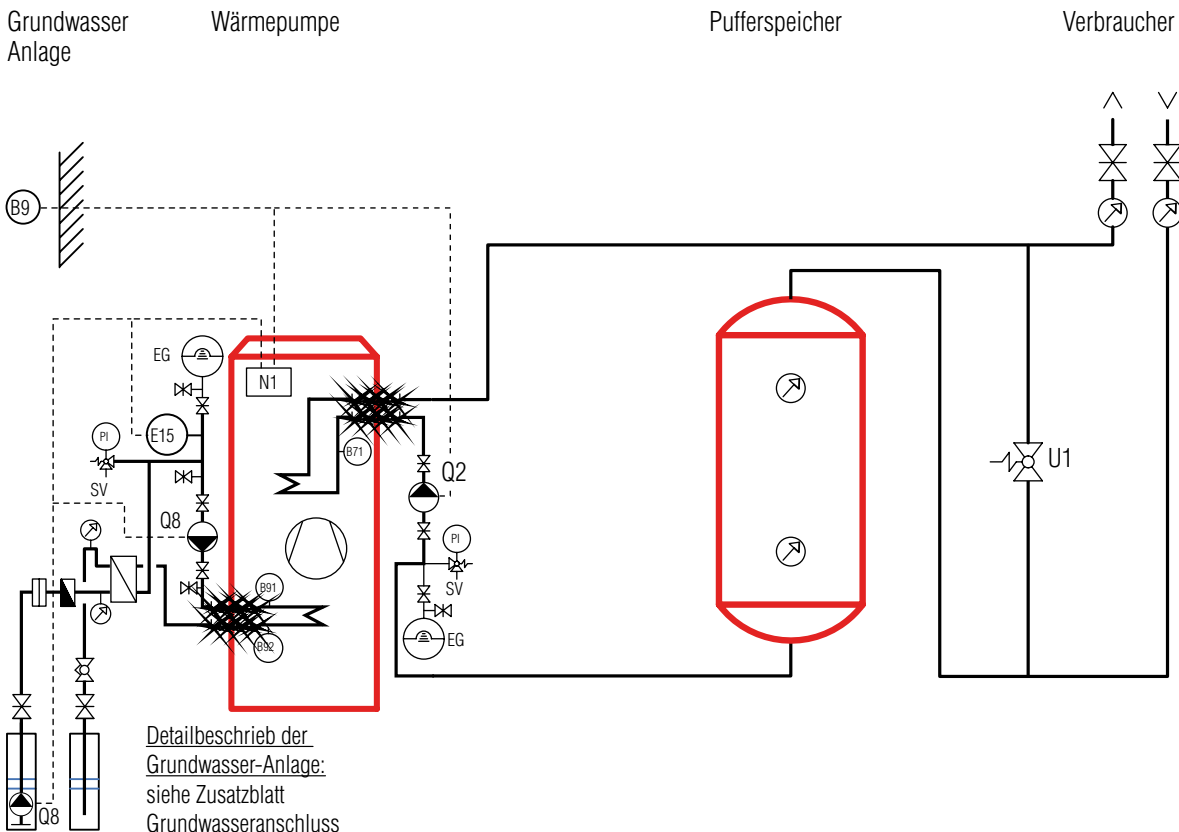 Grundwasser
Anlage
Wärmepumpe
Pufferspeicher
Verbraucher
B9
EG
N1
PI
E15
SV
B71
Q2
U1
Q8
PI
SV
B91
B92
EG
Detailbeschrieb der
Grundwasser-Anlage:
siehe Zusatzblatt
Grundwasseranschluss
Q8